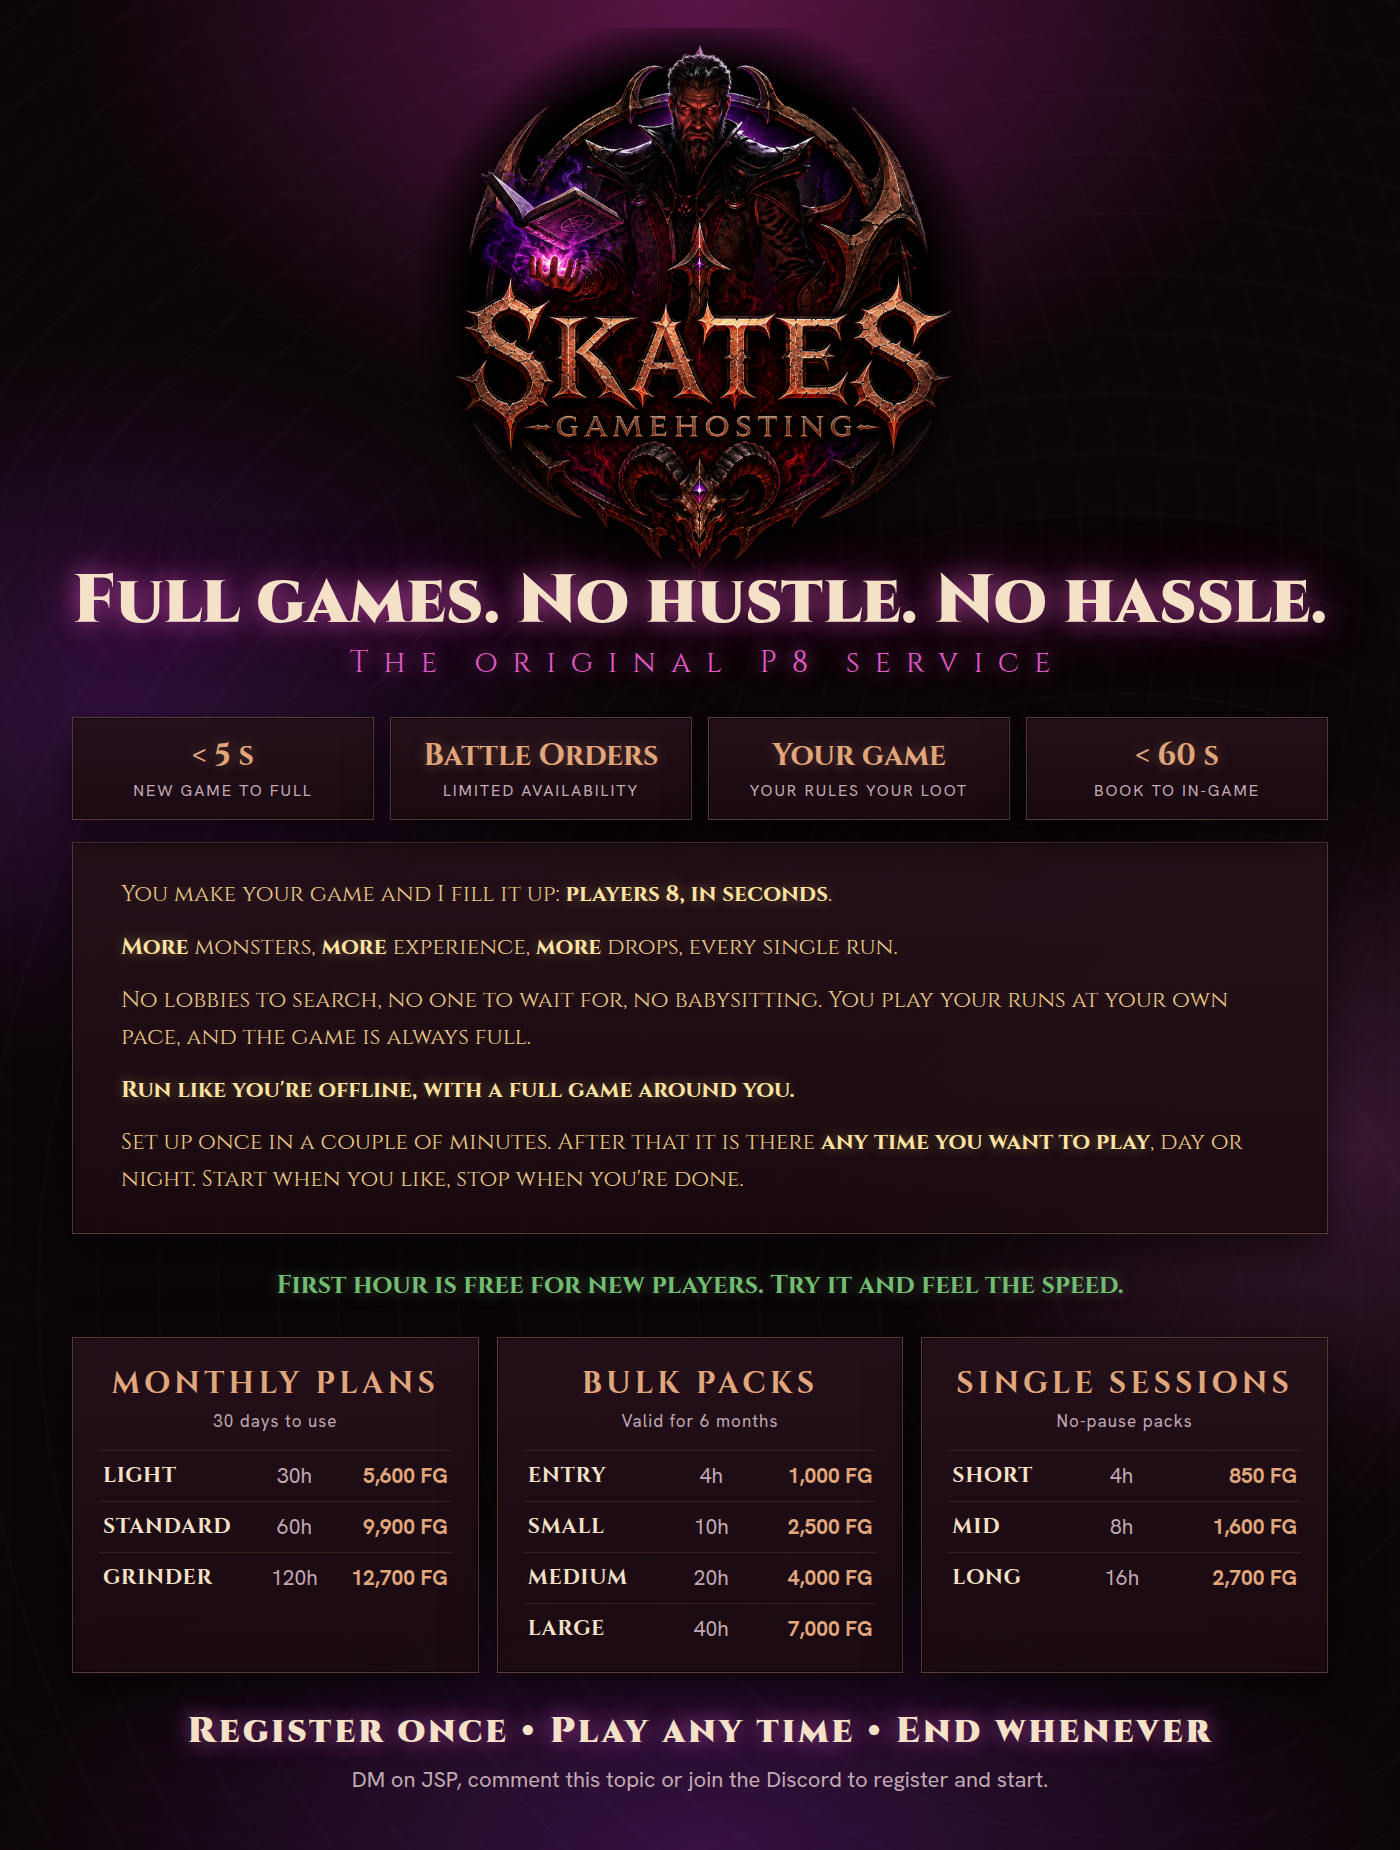 SKATES
GAMEHOSTING
Full games. No hustle. No hassle.
The original P8 service
< 5 s
NEW GAME TO FULL
Battle Orders
LIMITED AVAILABILITY
Your game
YOUR RULES YOUR LOOT
< 60 s
BOOK TO IN-GAME
You make your game and I fill it up: players 8, in seconds.
More monsters, more experience, more drops, every single run.
No lobbies to search, no one to wait for, no babysitting. You play your runs at your own
pace, and the game is always full.
Run like you're offline, with a full game around you.
Set up once in a couple of minutes. After that it is there any time you want to play, day or
night. Start when you like, stop when you're done.
First hour is free for new players. Try it and feel the speed.
MONTHLY PLANS
30 days to use
LIGHT 30h 5,600 FG
STANDARD 60h 9,900 FG
GRINDER 120h 12,700 FG
BULK PACKS
Valid for 6 months
ENTRY 4h 1,000 FG
SMALL 10h 2,500 FG
MEDIUM 20h 4,000 FG
LARGE 40h 7,000 FG
SINGLE SESSIONS
No-pause packs
SHORT 4h 850 FG
MID 8h 1,600 FG
LONG 16h 2,700 FG
Register once • Play any time • End whenever
DM on JSP, comment this topic or join the Discord to register and start.